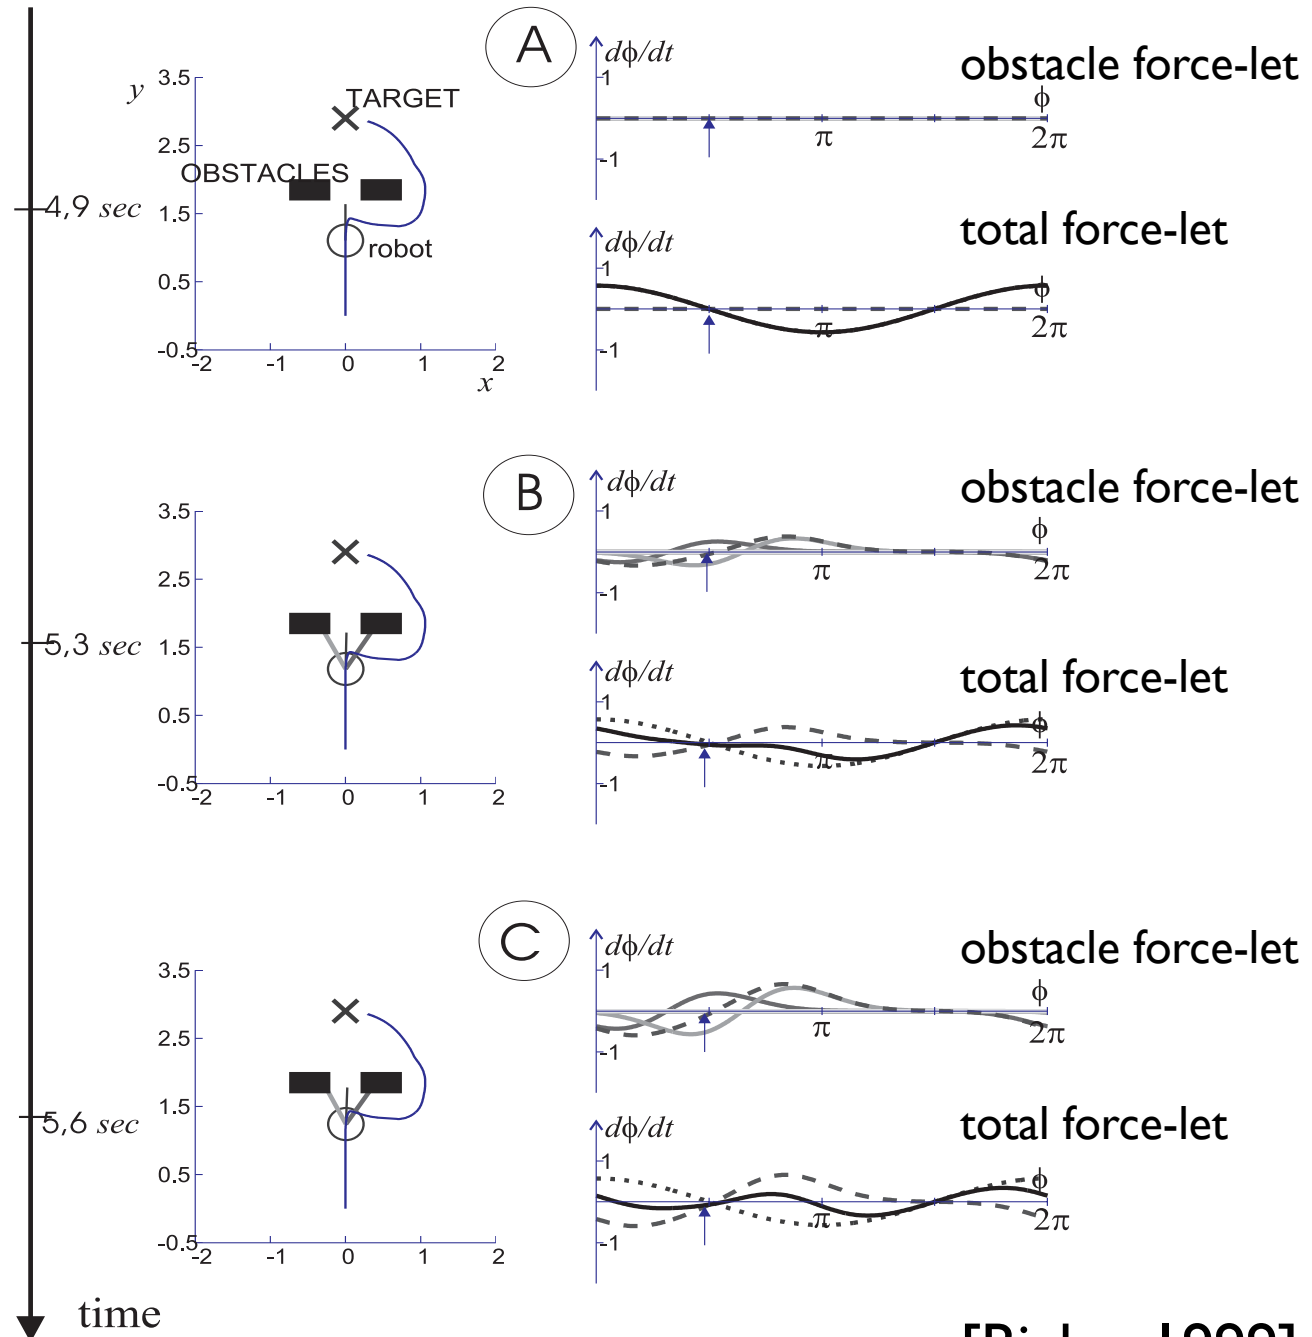 A
dϕ/dt
obstacle force-let
1
ϕ
π
2π
-1
y
3.5
TARGET
2.5
OBSTACLES
4,9 sec
1.5
robot
0.5
-0.5
-2 -1 0 1 2
x
dϕ/dt
total force-let
1
ϕ
π
2π
-1
B
dϕ/dt
obstacle force-let
1
ϕ
π
2π
-1
3.5
2.5
5,3 sec
1.5
0.5
-0.5
-2 -1 0 1 2
dϕ/dt
total force-let
1
ϕ
π
2π
-1
C
dϕ/dt
obstacle force-let
1
ϕ
π
2π
-1
3.5
2.5
5,6 sec
1.5
0.5
-0.5
-2 -1 0 1 2
dϕ/dt
total force-let
1
ϕ
π
2π
-1
time